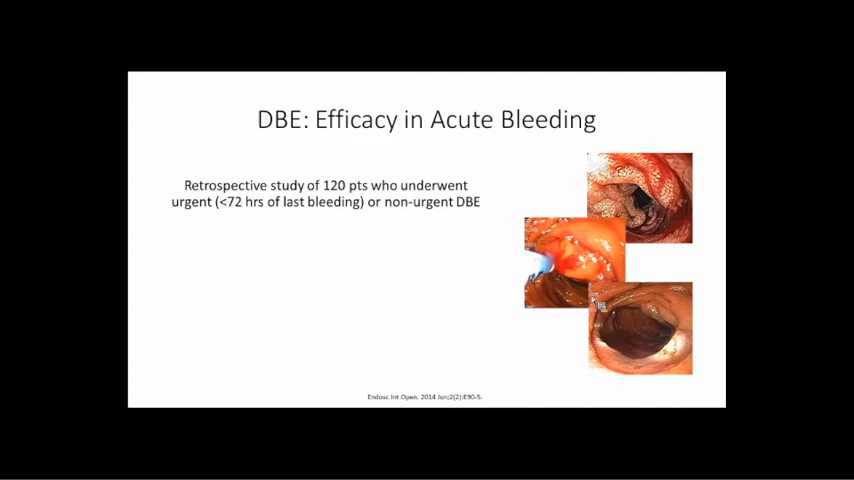 DBE: Efficacy in Acute Bleeding
Retrospective study of 120 pts who underwent
urgent (<72 hrs of last bleeding) or non-urgent DBE
Endosc Int Open. 2014 Jun;2(2):E90-5.